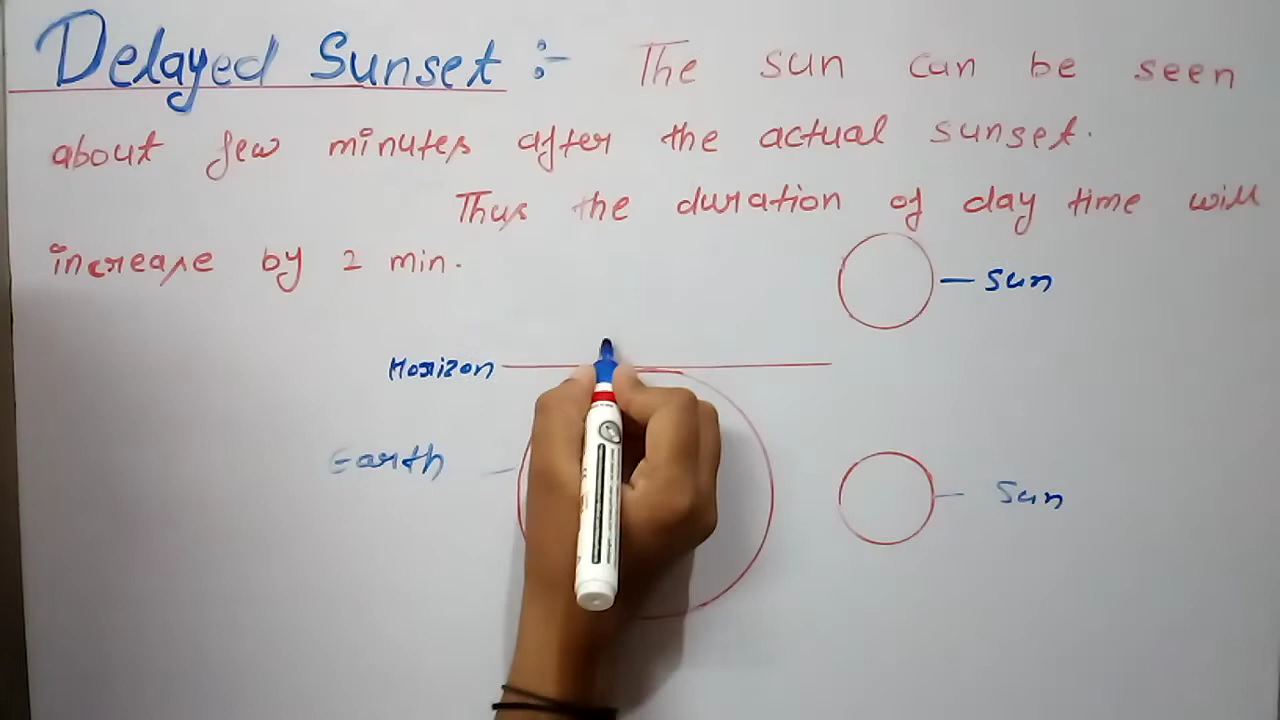 Delayed Sunset :- The sun can be seen
about few minutes after the actual sunset.
Thus the duration of day time will
increase by 2 min.
Sun
Horizon
Earth
Sun